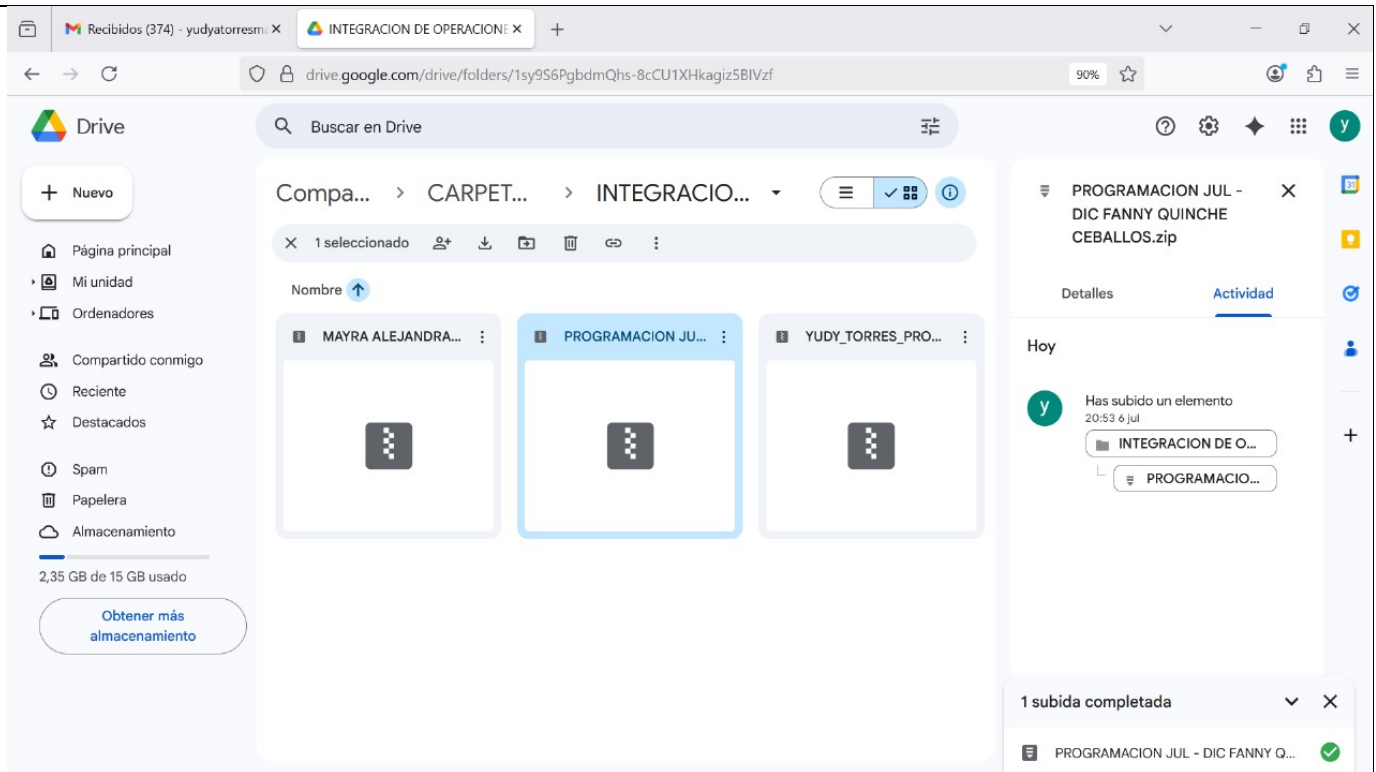 Recibidos (374) - yudyatorresma
INTEGRACION DE OPERACIONE
drive.google.com/drive/folders/1sy9S6PgbdmQhs-8cCU1XHkagiz5BIVzf
90%
Drive
Buscar en Drive
y
Nuevo
Página principal
Mi unidad
Ordenadores
Compartido conmigo
Reciente
Destacados
Spam
Papelera
Almacenamiento
2,35 GB de 15 GB usado
Obtener más
almacenamiento
Compa... > CARPET... > INTEGRACIO...
1 seleccionado
Nombre
MAYRA ALEJANDRA...
PROGRAMACION JU...
YUDY_TORRES_PRO...
PROGRAMACION JUL -
DIC FANNY QUINCHE
CEBALLOS.zip
Detalles
Actividad
Hoy
y
Has subido un elemento
20:53 6 jul
INTEGRACION DE O...
PROGRAMACIO...
31
1 subida completada
PROGRAMACION JUL - DIC FANNY Q...